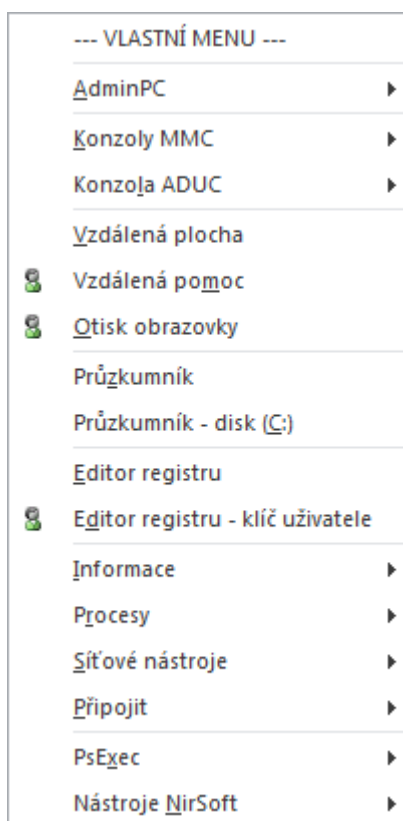 --- VLASTNÍ MENU ---
AdminPC
Konzoly MMC
Konzola ADUC
Vzdálená plocha
Vzdálená pomoc
Otisk obrazovky
Průzkumník
Průzkumník - disk (C:)
Editor registru
Editor registru - klíč uživatele
Informace
Procesy
Síťové nástroje
Připojit
PsExec
Nástroje NirSoft